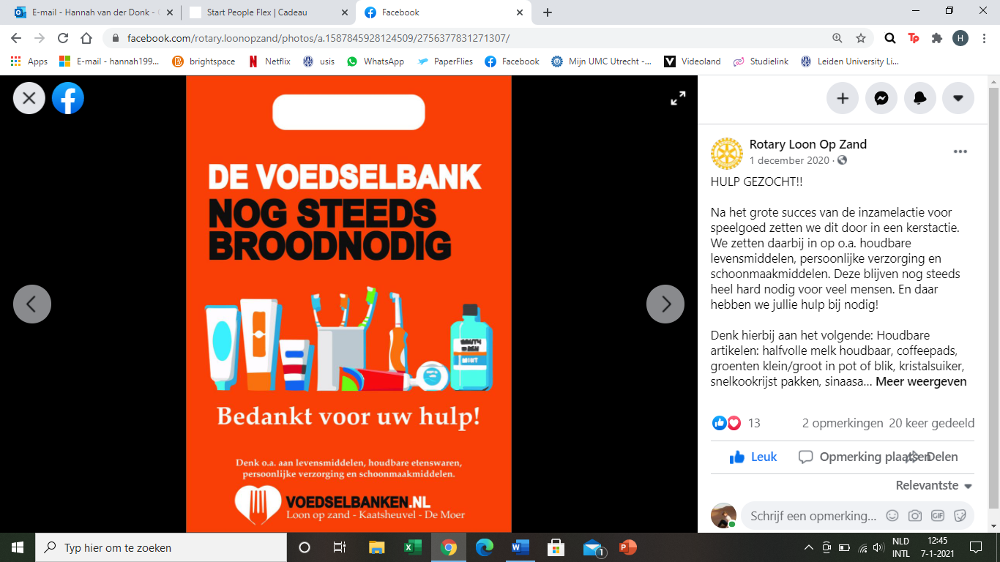 E-mail - Hannah van der Donk -
Start People Flex | Cadeau
Facebook
facebook.com/rotary.loonopzand/photos/a.1587845928124509/2756377831271307/
H
Apps
E-mail - hannah199...
brightspace
Netflix
usis
WhatsApp
PaperFlies
Facebook
Mijn UMC Utrecht -...
Videoland
Studielink
Leiden University Li...
DE VOEDSELBANK
NOG STEEDS
BROODNODIG
MINT
Bedankt voor uw hulp!
Denk o.a. aan levensmiddelen, houdbare etenswaren,
persoonlijke verzorging en schoonmaakmiddelen.
VOEDSELBANKEN.NL
Loon op zand - Kaatsheuvel - De Moer
Rotary Loon Op Zand
1 december 2020 ·
HULP GEZOCHT!!
Na het grote succes van de inzamelactie voor
speelgoed zetten we dit door in een kerstactie.
We zetten daarbij in op o.a. houdbare
levensmiddelen, persoonlijke verzorging en
schoonmaakmiddelen. Deze blijven nog steeds
heel hard nodig voor veel mensen. En daar
hebben we jullie hulp bij nodig!
Denk hierbij aan het volgende: Houdbare
artikelen: halfvolle melk houdbaar, coffeepads,
groenten klein/groot in pot of blik, kristalsuiker,
snelkookrijst pakken, sinaasa... Meer weergeven
13
2 opmerkingen 20 keer gedeeld
Leuk
Opmerking plaatsen
Delen
Relevantste
Schrijf een opmerking...
GIF
Typ hier om te zoeken
1
NLD
INTL
12:45
7-1-2021